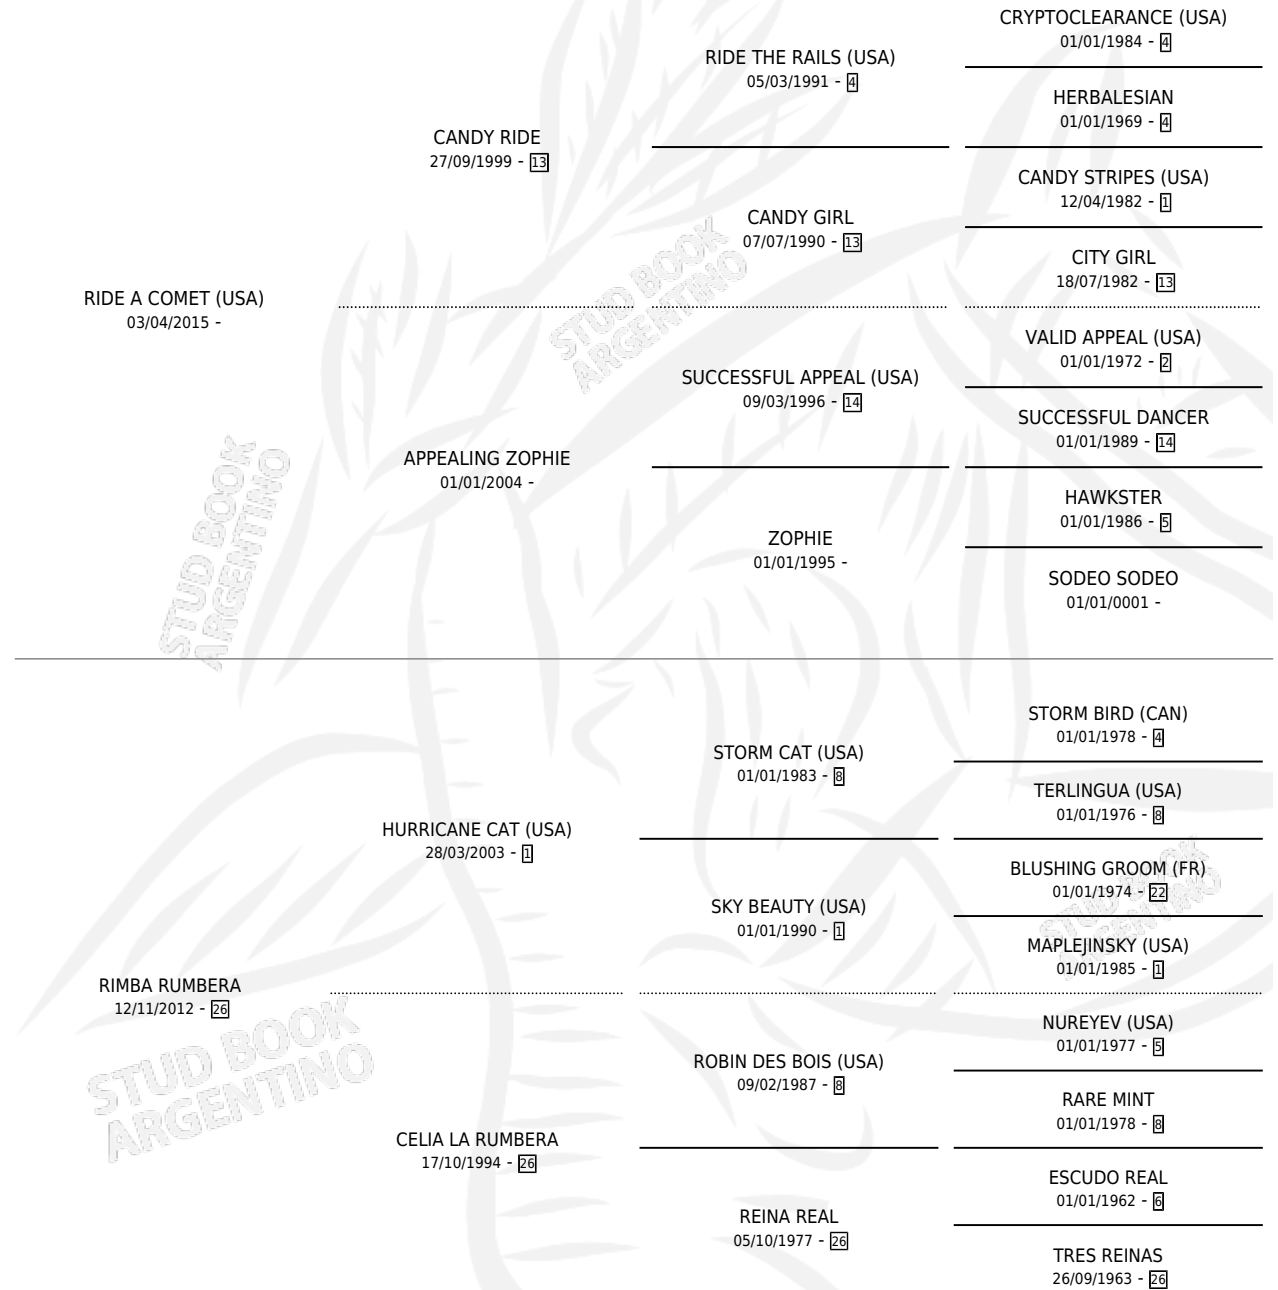 CRYPTOCLEARANCE (USA)
01/01/1984 - 4
RIDE THE RAILS (USA)
05/03/1991 - 4
HERBALESIAN
01/01/1969 - 4
CANDY RIDE
27/09/1999 - 13
CANDY STRIPES (USA)
12/04/1982 - 1
CANDY GIRL
07/07/1990 - 13
CITY GIRL
18/07/1982 - 13
RIDE A COMET (USA)
03/04/2015 -
VALID APPEAL (USA)
01/01/1972 - 2
SUCCESSFUL APPEAL (USA)
09/03/1996 - 14
SUCCESSFUL DANCER
01/01/1989 - 14
APPEALING ZOPHIE
01/01/2004 -
HAWKSTER
01/01/1986 - 5
ZOPHIE
01/01/1995 -
SODEO SODEO
01/01/0001 -
STORM BIRD (CAN)
01/01/1978 - 4
STORM CAT (USA)
01/01/1983 - 8
TERLINGUA (USA)
01/01/1976 - 8
HURRICANE CAT (USA)
28/03/2003 - 1
BLUSHING GROOM (FR)
01/01/1974 - 22
SKY BEAUTY (USA)
01/01/1990 - 1
MAPLEJINSKY (USA)
01/01/1985 - 1
RIMBA RUMBERA
12/11/2012 - 26
NUREYEV (USA)
01/01/1977 - 5
ROBIN DES BOIS (USA)
09/02/1987 - 8
RARE MINT
01/01/1978 - 8
CELIA LA RUMBERA
17/10/1994 - 26
ESCUDO REAL
01/01/1962 - 6
REINA REAL
05/10/1977 - 26
TRES REINAS
26/09/1963 - 26
STUD BOOK
ARGENTINO
STUD BOOK
ARGENTINO
STUD BOOK
ARGENTINO
STUD BOOK
ARGENTINO